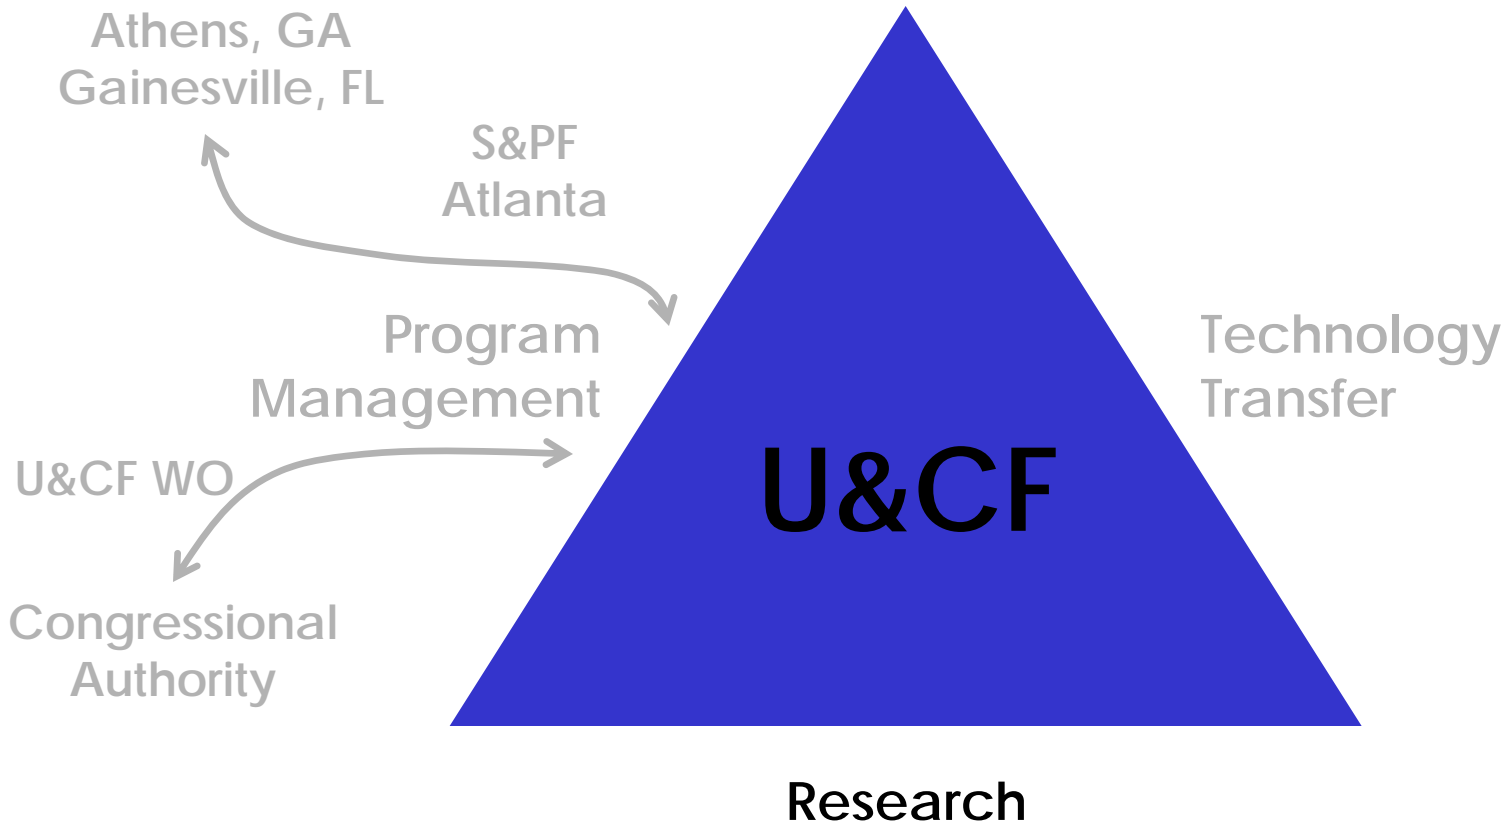 Athens, GA
Gainesville, FL
S&PF
Atlanta
Program
Management
Technology
Transfer
U&CF WO
U&CF
Congressional
Authority
Research